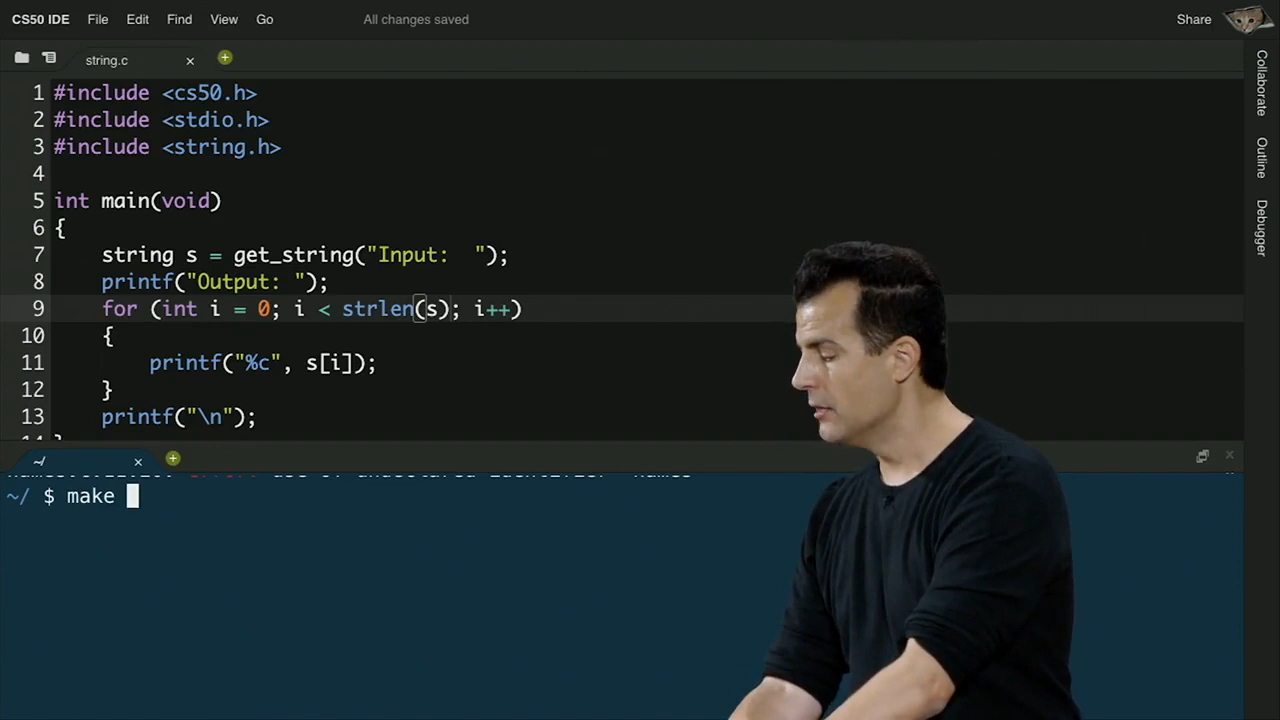 CS50 IDE File Edit Find View Go All changes saved Share
string.c
1 #include <cs50.h>
2 #include <stdio.h>
3 #include <string.h>
4
5 int main(void)
6 {
7 string s = get_string("Input:  ");
8 printf("Output: ");
9 for (int i = 0; i < strlen(s); i++)
10 {
11 printf("%c", s[i]);
12 }
13 printf("\n");
~/
~/ $ make
Collaborate
Outline
Debugger